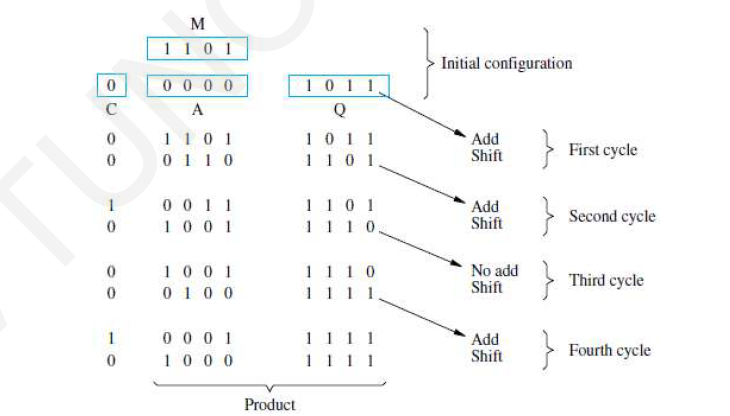 M
1 1 0 1
Initial configuration
0 0 0 0 0 1 0 1 1
C A Q
0 1 1 0 1 1 0 1 1 Add
0 0 1 1 0 1 1 0 1 Shift
First cycle
1 0 0 1 1 1 1 0 1 Add
0 1 0 0 1 1 1 1 0 Shift
Second cycle
0 1 0 0 1 1 1 1 0 No add
0 0 1 0 0 1 1 1 1 Shift
Third cycle
1 0 0 0 1 1 1 1 1 Add
0 1 0 0 0 1 1 1 1 Shift
Fourth cycle
Product